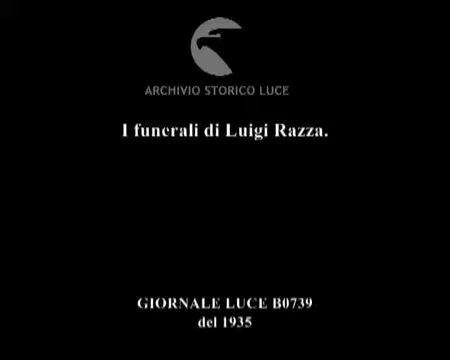 ARCHIVIO STORICO LUCE
I funerali di Luigi Razza.
GIORNALE LUCE B0739
del 1935